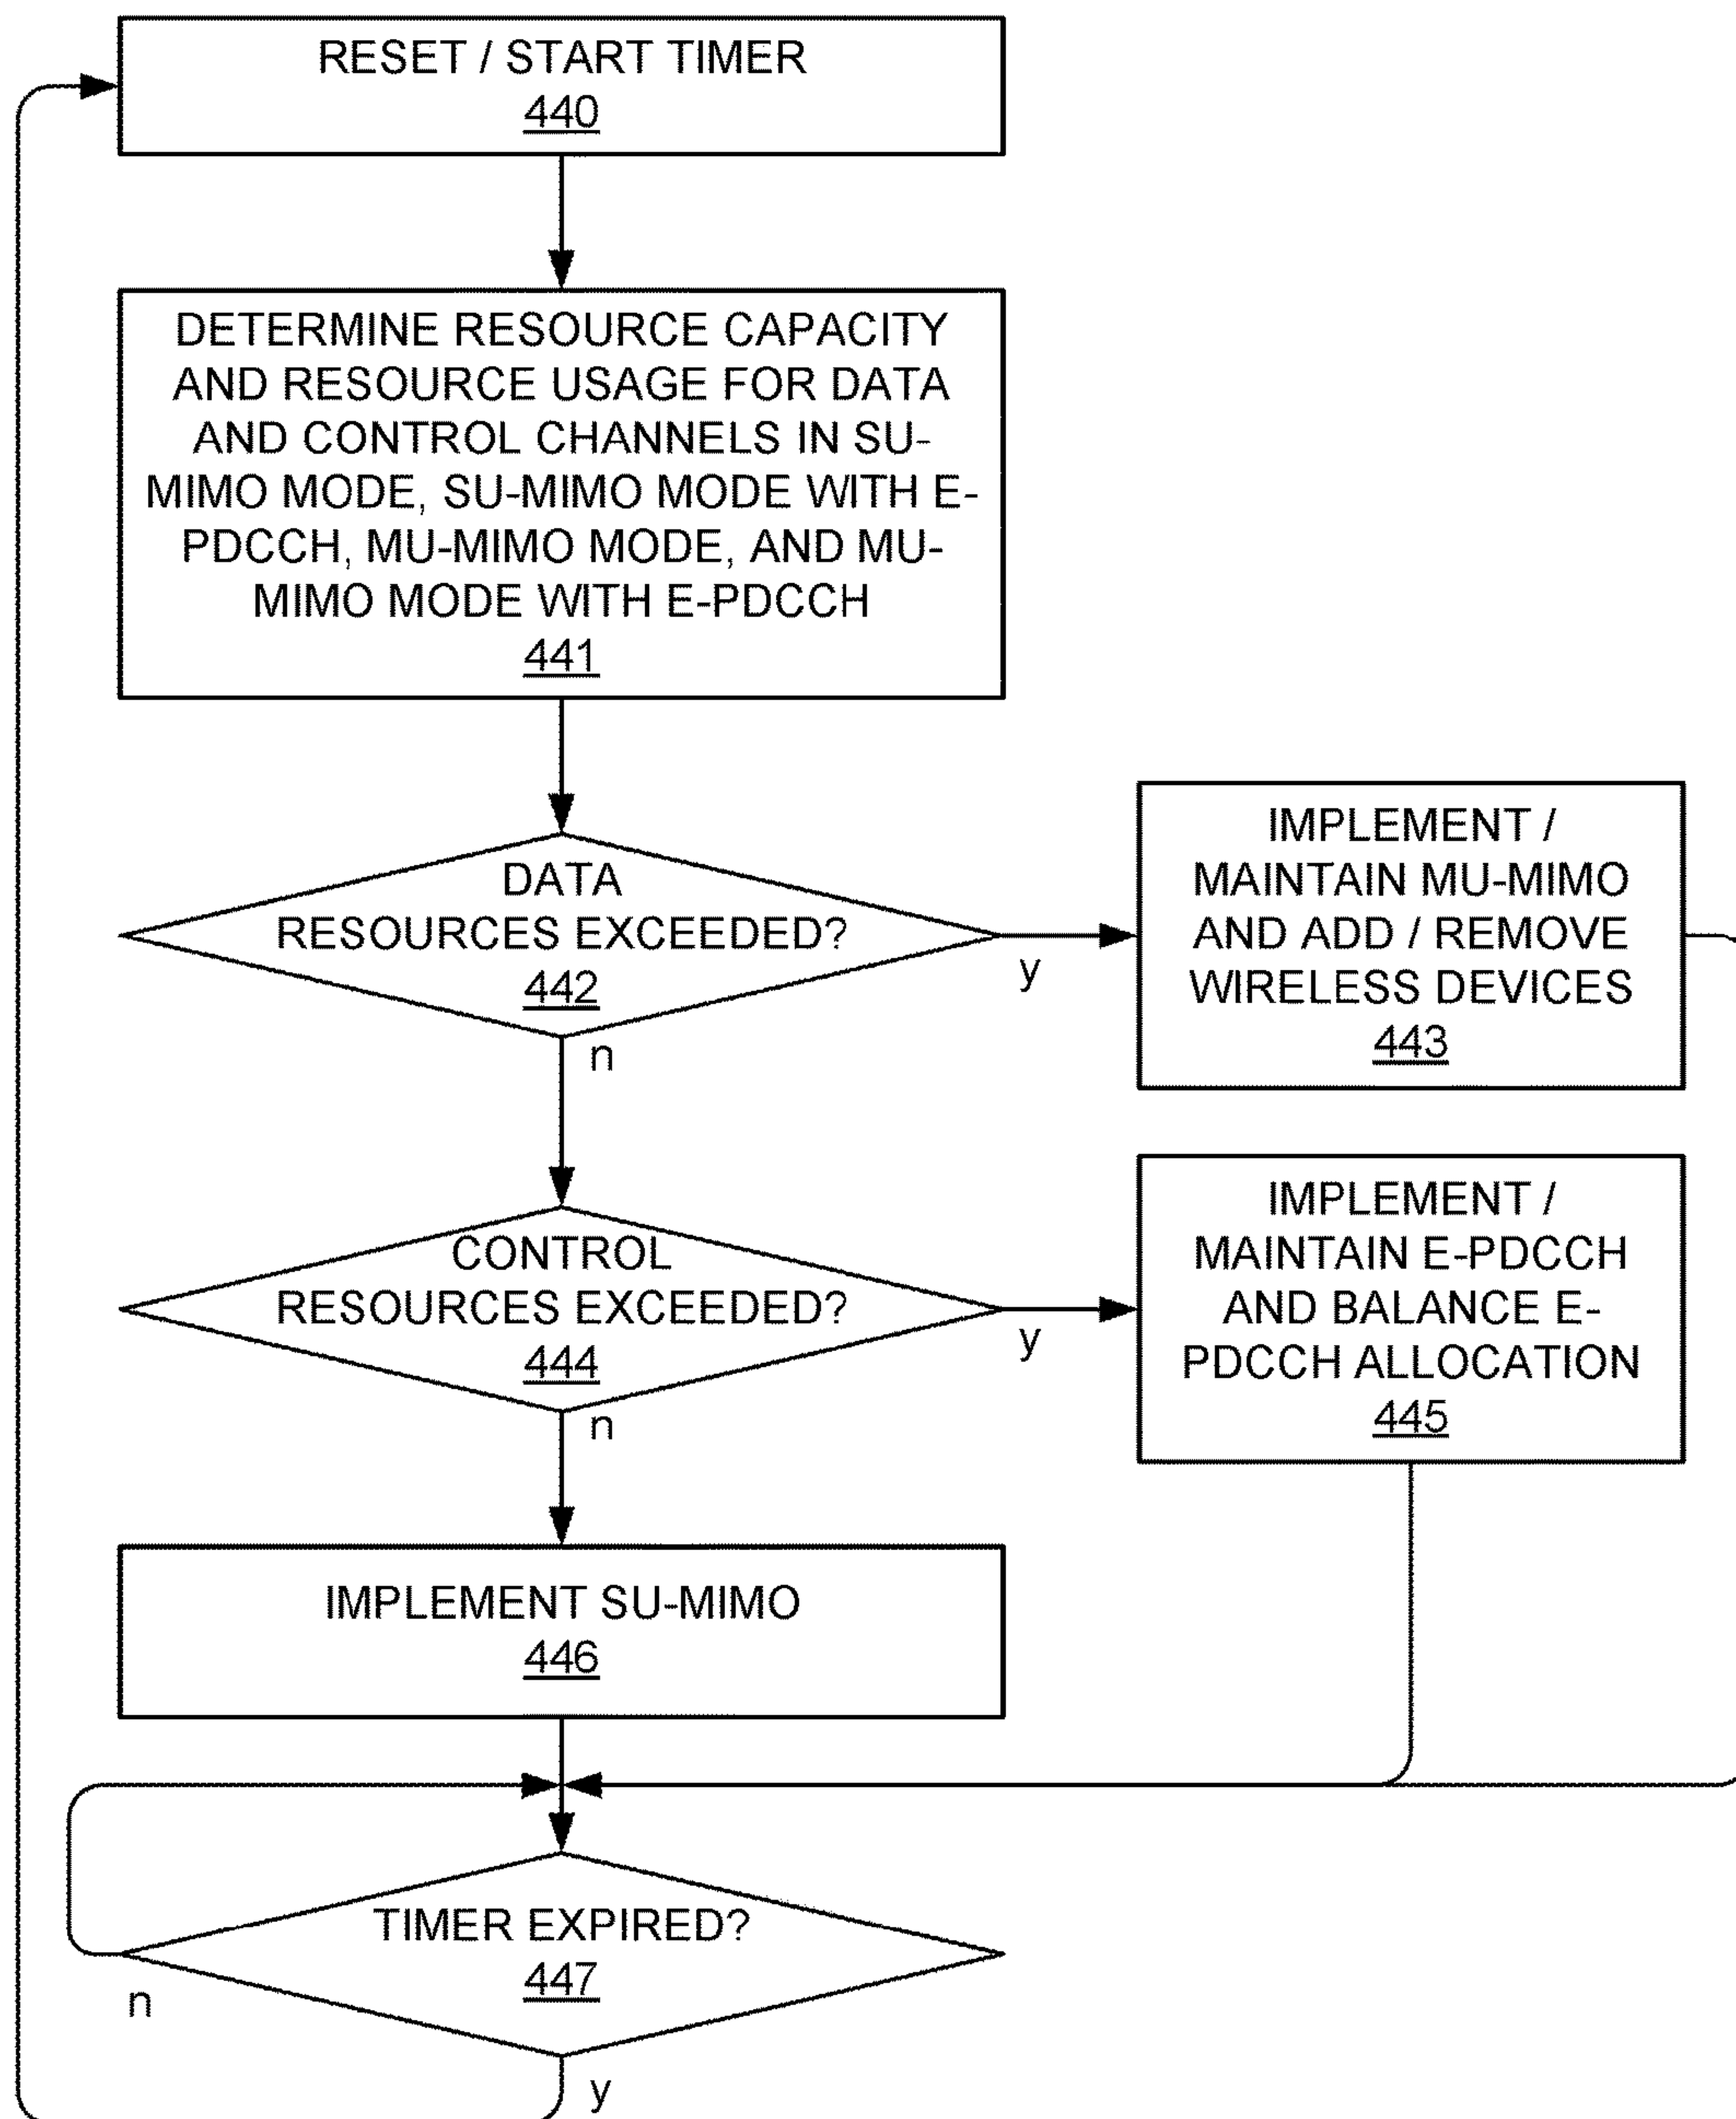 RESET / START TIMER
440
DETERMINE RESOURCE CAPACITY
AND RESOURCE USAGE FOR DATA
AND CONTROL CHANNELS IN SU-
MIMO MODE, SU-MIMO MODE WITH E-
PDCCH, MU-MIMO MODE, AND MU-
MIMO MODE WITH E-PDCCH
441
DATA
RESOURCES EXCEEDED?
442
y
n
IMPLEMENT /
MAINTAIN MU-MIMO
AND ADD / REMOVE
WIRELESS DEVICES
443
CONTROL
RESOURCES EXCEEDED?
444
y
n
IMPLEMENT /
MAINTAIN E-PDCCH
AND BALANCE E-
PDCCH ALLOCATION
445
IMPLEMENT SU-MIMO
446
TIMER EXPIRED?
447
n
y